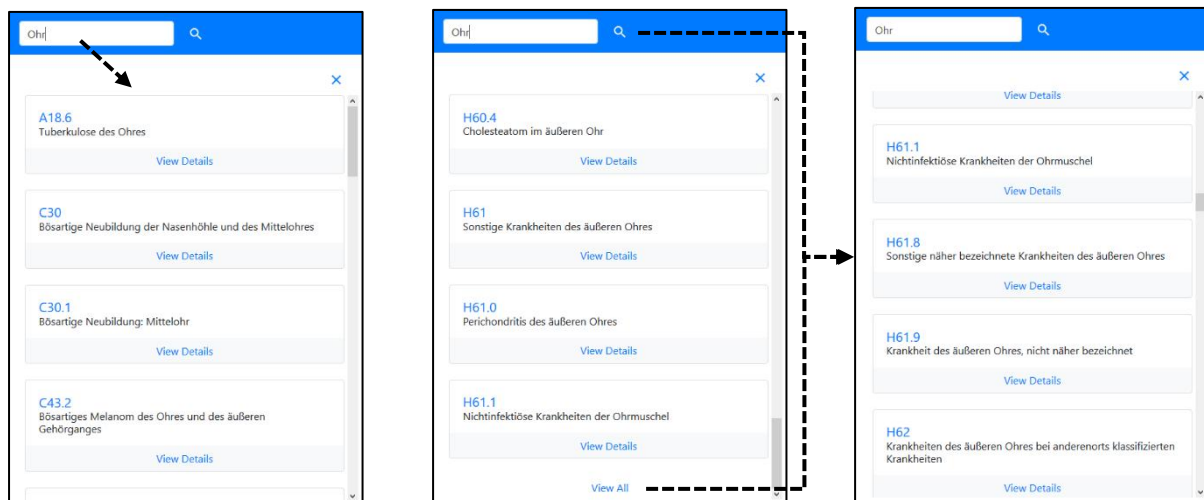 Ohr
A18.6
Tuberkulose des Ohres
View Details
C30
Bösartige Neubildung der Nasenhöhle und des Mittelohres
View Details
C30.1
Bösartige Neubildung: Mittelohr
View Details
C43.2
Bösartiges Melanom des Ohres und des äußeren
Gehörganges
View Details
Ohr
H60.4
Cholesteatom im äußeren Ohr
View Details
H61
Sonstige Krankheiten des äußeren Ohres
View Details
H61.0
Perichondritis des äußeren Ohres
View Details
H61.1
Nichtinfektiöse Krankheiten der Ohrmuschel
View Details
View All
Ohr
View Details
H61.1
Nichtinfektiöse Krankheiten der Ohrmuschel
View Details
H61.8
Sonstige näher bezeichnete Krankheiten des äußeren Ohres
View Details
H61.9
Krankheit des äußeren Ohres, nicht näher bezeichnet
View Details
H62
Krankheiten des äußeren Ohres bei anderenorts klassifizierten
Krankheiten
View Details